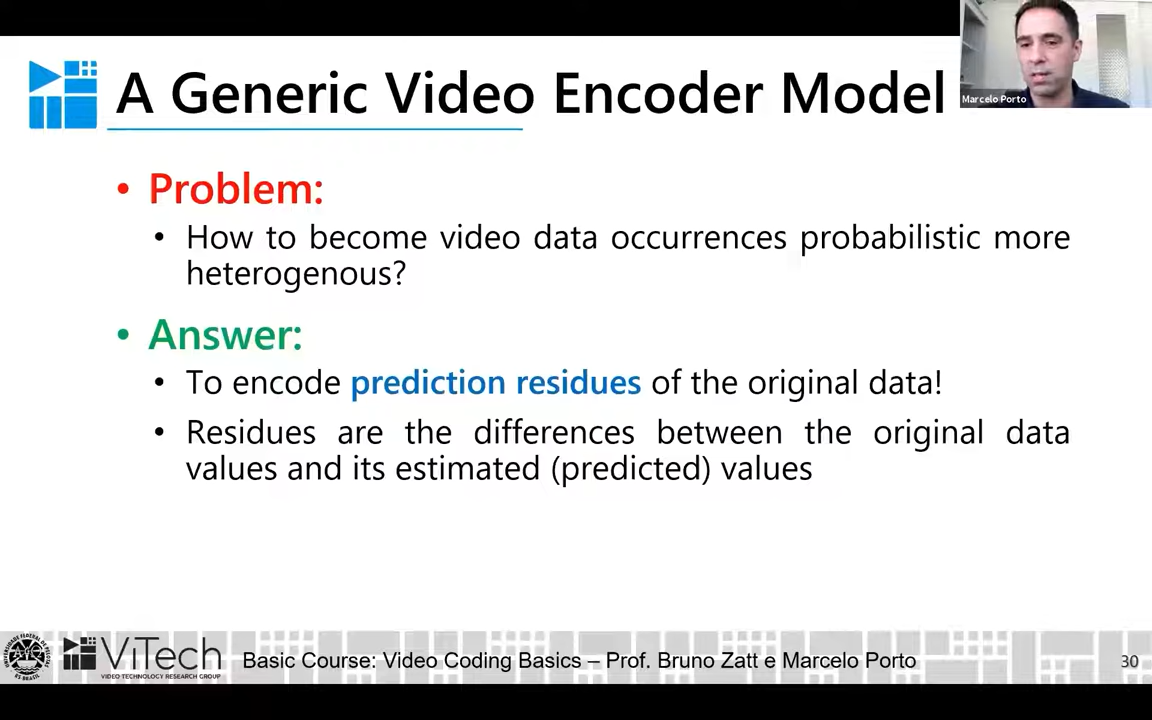 A Generic Video Encoder Model
Marcelo Porto
• Problem:
• How to become video data occurrences probabilistic more
heterogenous?
• Answer:
• To encode prediction residues of the original data!
• Residues are the differences between the original data
values and its estimated (predicted) values
ViTech
VIDEO TECHNOLOGY RESEARCH GROUP
Basic Course: Video Coding Basics – Prof. Bruno Zatt e Marcelo Porto
30